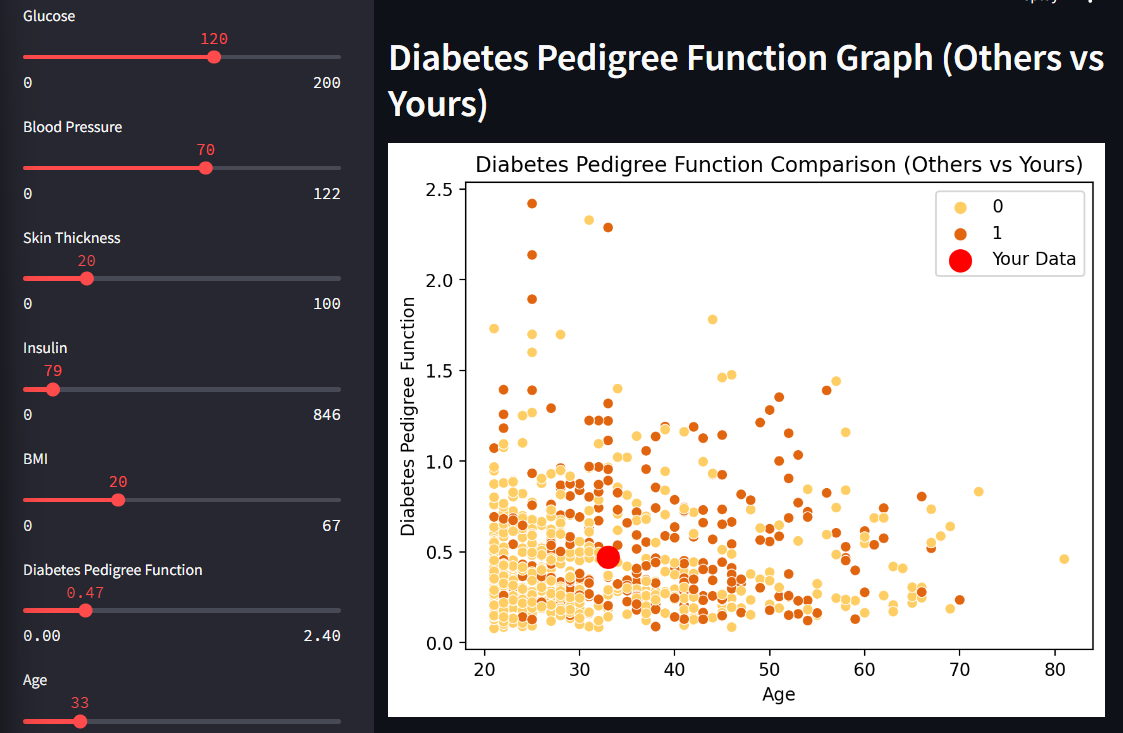 Glucose
120
0 200
Blood Pressure
70
0 122
Skin Thickness
20
0 100
Insulin
79
0 846
BMI
20
0 67
Diabetes Pedigree Function
0.47
0.00 2.40
Age
33
Diabetes Pedigree Function Graph (Others vs
Yours)
Diabetes Pedigree Function Comparison (Others vs Yours)
0
1
Your Data
Diabetes Pedigree Function
2.5
2.0
1.5
1.0
0.5
0.0
20 30 40 50 60 70 80
Age